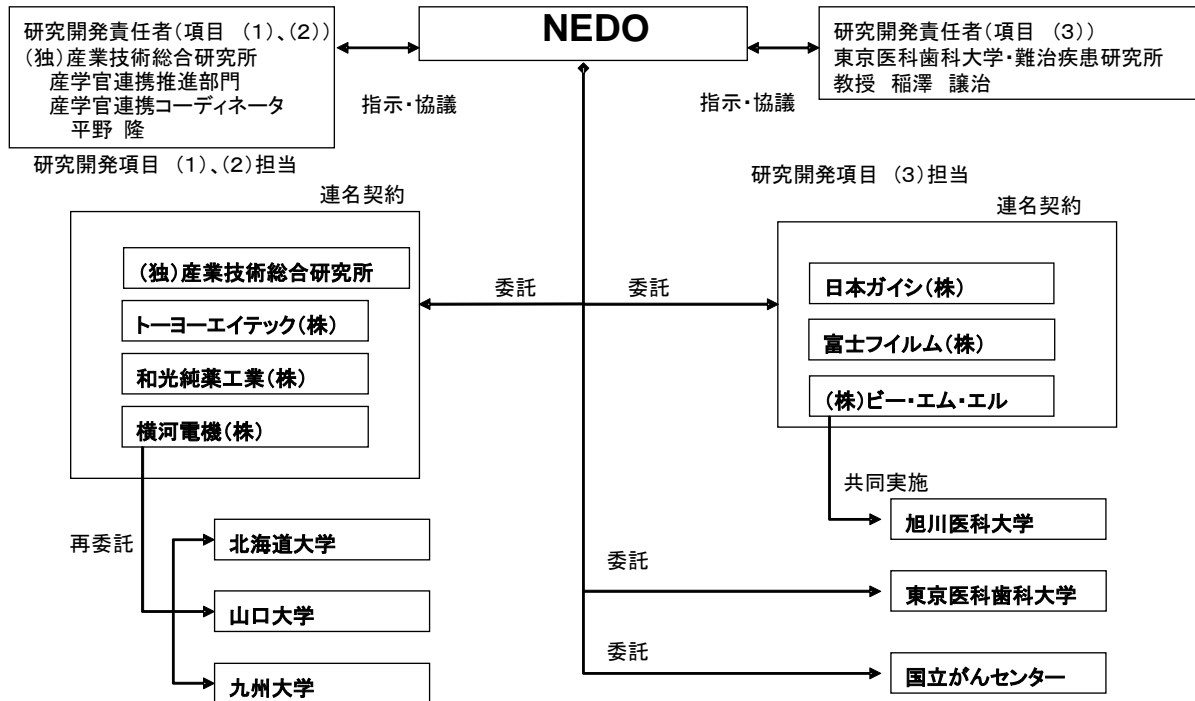 NEDO
研究開発責任者(項目 (1)、(2))
(独)産業技術総合研究所
産学官連携推進部門
産学官連携コーディネータ
平野 隆
指示・協議
指示・協議
研究開発責任者(項目 (3))
東京医科歯科大学・難治疾患研究所
教授 稲澤 譲治
研究開発項目 (1)、(2)担当
連名契約
(独)産業技術総合研究所
トーヨーエイテック(株)
和光純薬工業(株)
横河電機(株)
委託
委託
研究開発項目 (3)担当
連名契約
日本ガイシ(株)
富士フイルム(株)
(株)ビー・エム・エル
共同実施
旭川医科大学
再委託
北海道大学
山口大学
九州大学
委託
東京医科歯科大学
委託
国立がんセンター